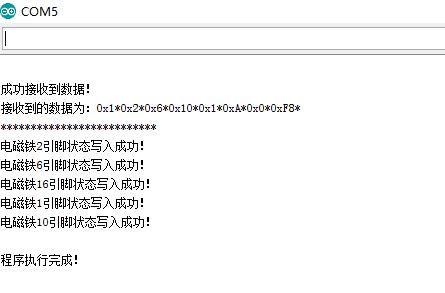 COM5
成功接收到数据!
接收到的数据为: 0x1*0x2*0x6*0x10*0x1*0xA*0x0*0xF8*
*************************
电磁铁2引脚状态写入成功!
电磁铁6引脚状态写入成功!
电磁铁16引脚状态写入成功!
电磁铁1引脚状态写入成功!
电磁铁10引脚状态写入成功!
程序执行完成!